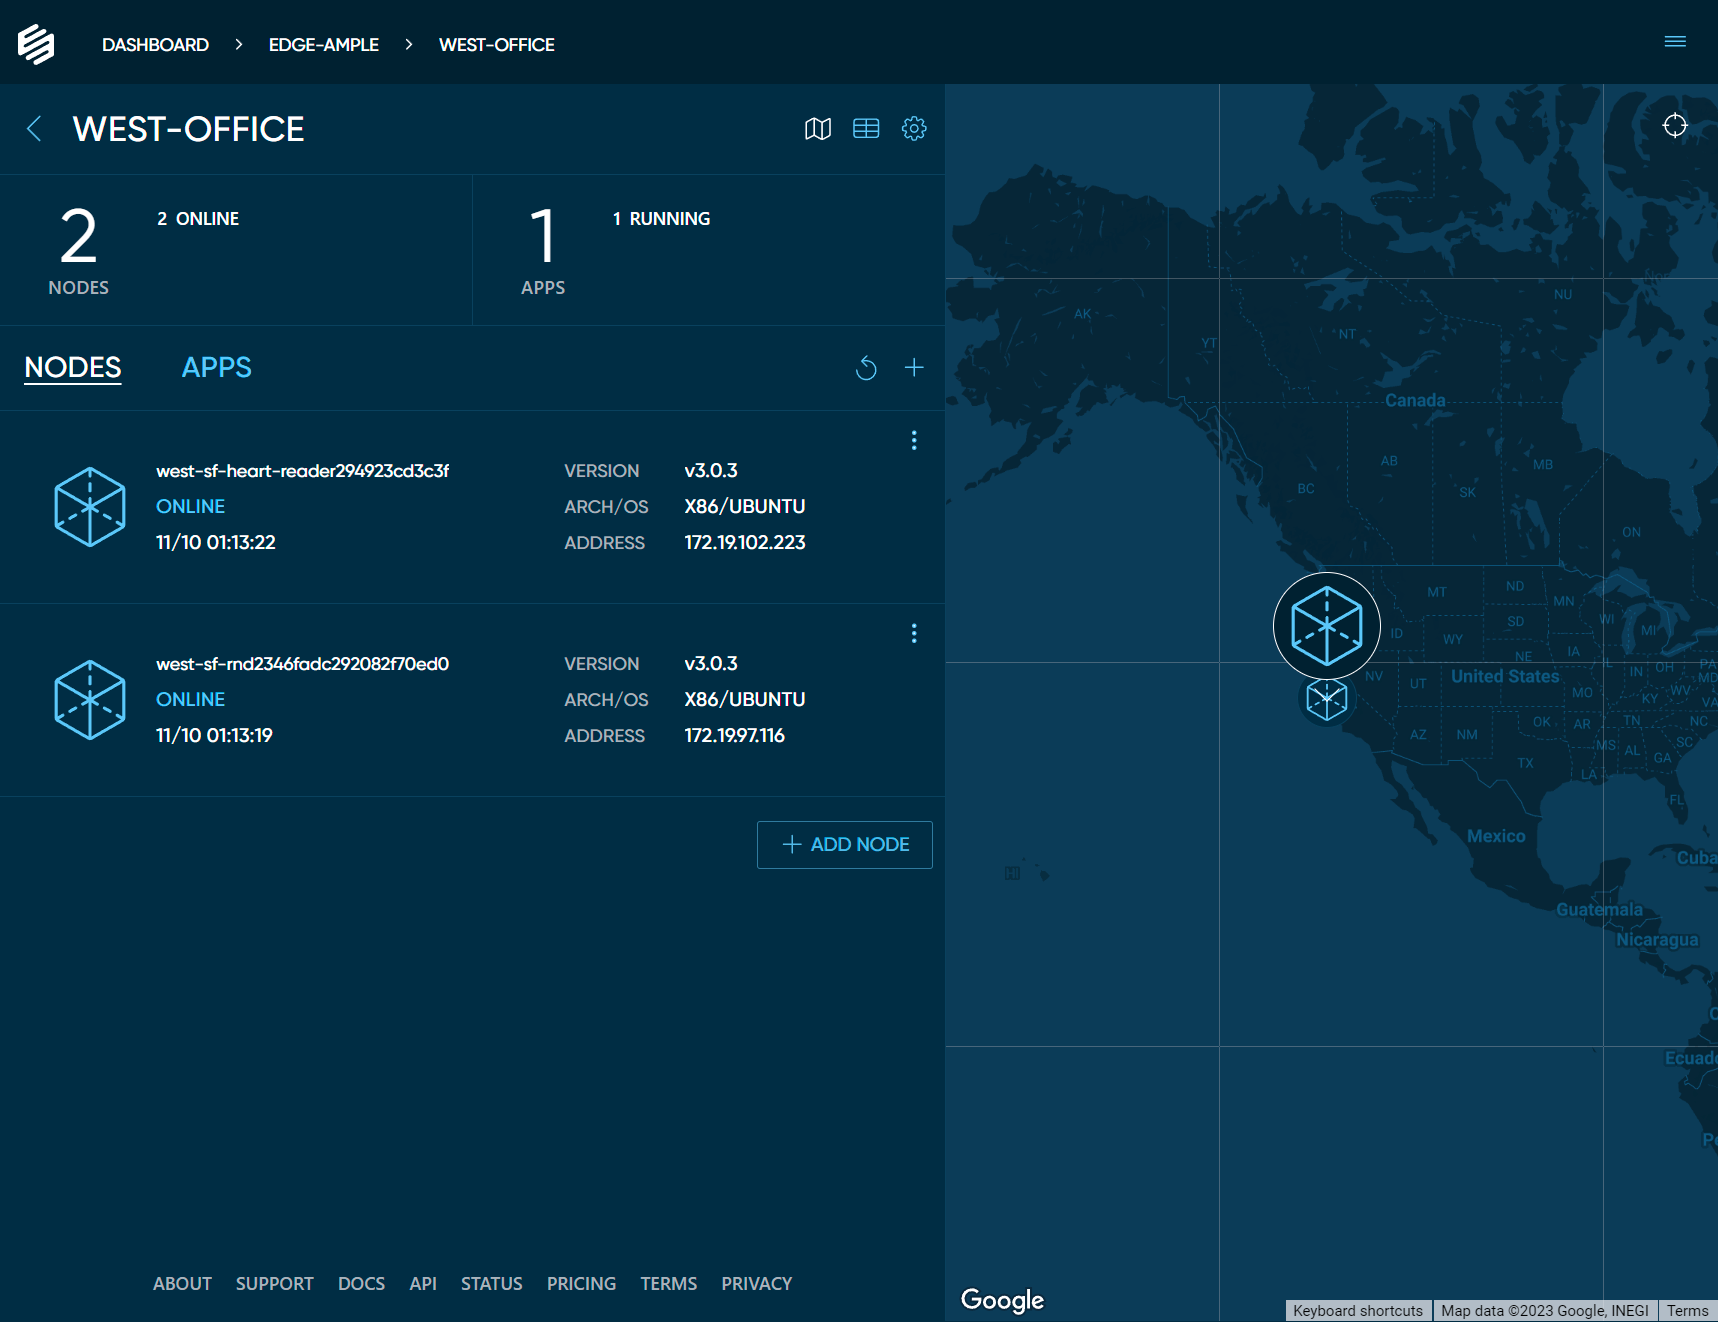 DASHBOARD > EDGE-AMPLE > WEST-OFFICE
WEST-OFFICE
2
NODES
2 ONLINE
1
APPS
1 RUNNING
NODES
APPS
west-sf-heart-reader294923cd3c3f
ONLINE
11/10 01:13:22
VERSION v3.0.3
ARCH/OS X86/UBUNTU
ADDRESS 172.19.102.223
west-sf-rnd2346fadc292082f70ed0
ONLINE
11/10 01:13:19
VERSION v3.0.3
ARCH/OS X86/UBUNTU
ADDRESS 172.19.97.116
+ ADD NODE
ABOUT SUPPORT DOCS API STATUS PRICING TERMS PRIVACY
NU
AK
NT
YT
Canada
AB
MB
SK
BC
ON
ND
MT
MN
WI
SD
MI
ID
WY
IA
NE
IL
IN
OH
PA
NV
United States
UT
MD
MO
KY
WV
VA
OK
AR
TN
NC
AZ
NM
MS
AL
SC
GA
TX
LA
FL
Mexico
Cuba
HI
Guatemala
Nicaragua
Ecuad
Google
Keyboard shortcuts
Map data ©2023 Google, INEGI
Terms